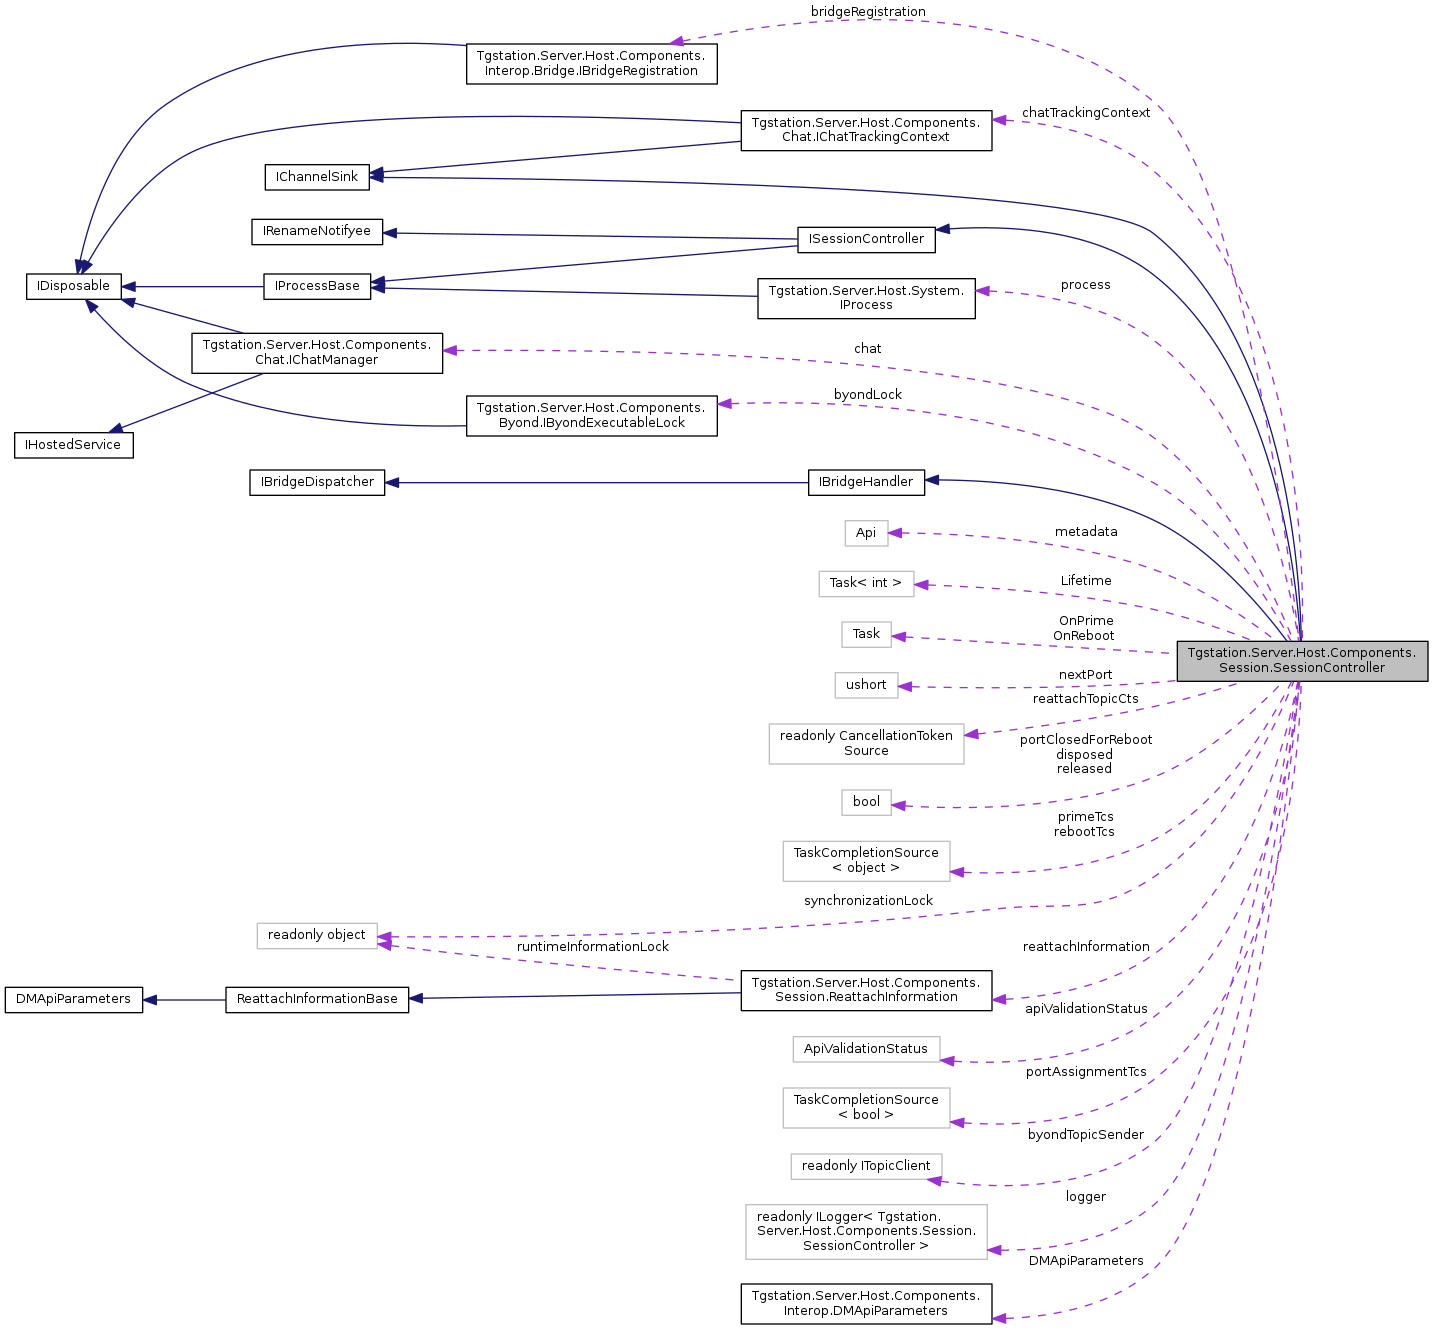 bridgeRegistration
Tgstation.Server.Host.Components.
Interop.Bridge.IBridgeRegistration
chatTrackingContext
Tgstation.Server.Host.Components.
Chat.IChatTrackingContext
IChannelSink
IRenameNotifyee
ISessionController
IDisposable
IProcessBase
process
Tgstation.Server.Host.System.
IProcess
Tgstation.Server.Host.Components.
Chat.IChatManager
chat
byondLock
Tgstation.Server.Host.Components.
Byond.IByondExecutableLock
IHostedService
IBridgeDispatcher
IBridgeHandler
Api
metadata
Task< int >
Lifetime
Task
OnPrime
OnReboot
Tgstation.Server.Host.Components.
Session.SessionController
ushort
nextPort
reattachTopicCts
readonly CancellationToken
Source
portClosedForReboot
disposed
released
bool
primeTcs
rebootTcs
TaskCompletionSource
< object >
synchronizationLock
readonly object
runtimeInformationLock
reattachInformation
DMApiParameters
ReattachInformationBase
Tgstation.Server.Host.Components.
Session.ReattachInformation
apiValidationStatus
ApiValidationStatus
portAssignmentTcs
TaskCompletionSource
< bool >
byondTopicSender
readonly ITopicClient
logger
readonly ILogger< Tgstation.
Server.Host.Components.Session.
SessionController >
DMApiParameters
Tgstation.Server.Host.Components.
Interop.DMApiParameters